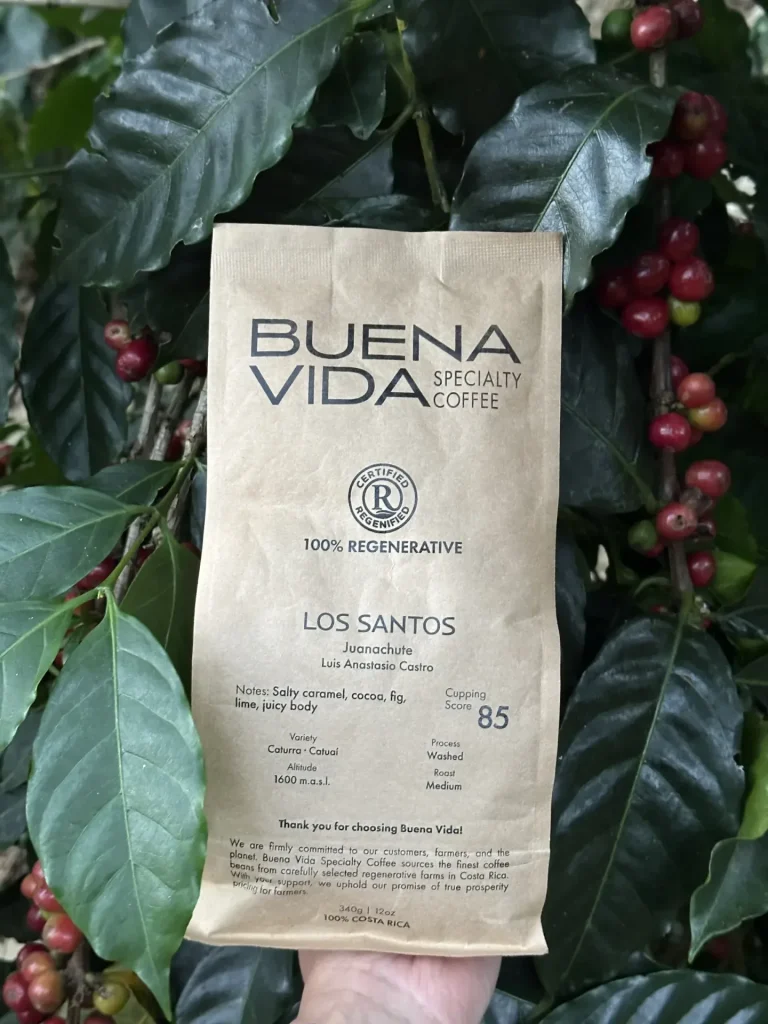 BUENA
VIDA SPECIALTY
COFFEE
CERTIFIED
R
REGENIFIED
100% REGENERATIVE
LOS SANTOS
Juanachute
Luis Anastasio Castro
Notes: Salty caramel, cocoa, fig,
lime, juicy body
Cupping
Score 85
Variety
Caturra · Catuaí
Process
Washed
Altitude
1600 m.a.s.l.
Roast
Medium
Thank you for choosing Buena Vida!
We are firmly committed to our customers, farmers, and the
planet. Buena Vida Specialty Coffee sources the finest coffee
beans from carefully selected regenerative farms in Costa Rica.
With your support, we uphold our promise of true prosperity
pricing for farmers.
340g | 12oz
100% COSTA RICA